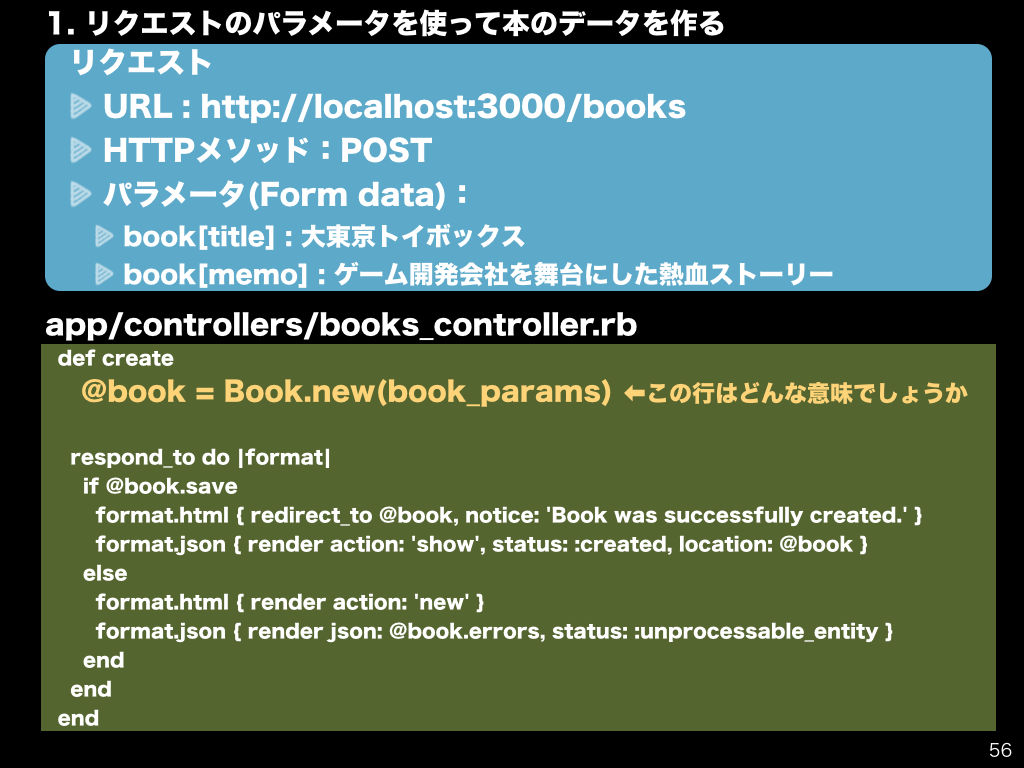 1. リクエストのパラメータを使って本のデータを作る
リクエスト
URL : http://localhost:3000/books
HTTPメソッド：POST
パラメータ(Form data)：
book[title] : 大東京トイボックス
book[memo] : ゲーム開発会社を舞台にした熱血ストーリー
app/controllers/books_controller.rb
def create
@book = Book.new(book_params) ⬅この行はどんな意味でしょうか
respond_to do |format|
if @book.save
format.html { redirect_to @book, notice: 'Book was successfully created.' }
format.json { render action: 'show', status: :created, location: @book }
else
format.html { render action: 'new' }
format.json { render json: @book.errors, status: :unprocessable_entity }
end
end
end
56